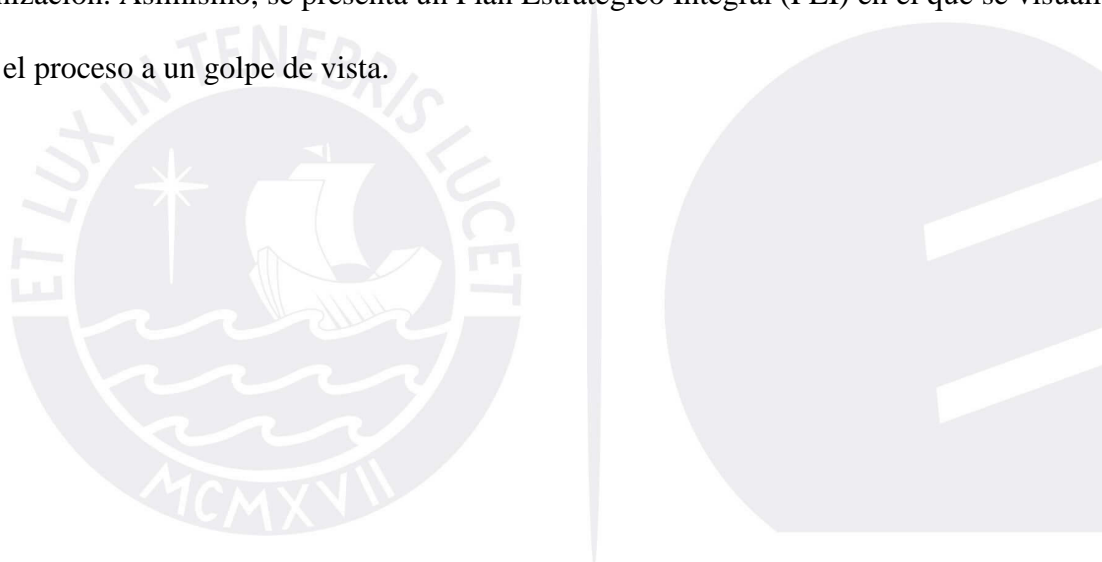 Asimismo, se presenta un Plan Estratégico Integral (PEI) en el que se
el proceso a un golpe de vista.
ET LUX IN TENEBRIS LUCET
MCMXVII